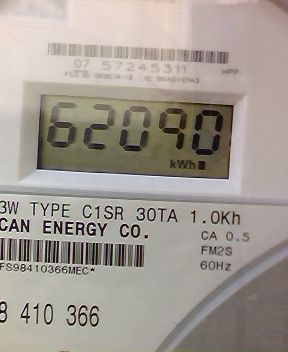 07 57245311
62090
kWh
3W TYPE C1SR 30TA 1.0Kh
CAN ENERGY CO.
CA 0.5
FM2S
60Hz
FS98410366MEC*
8 410 366